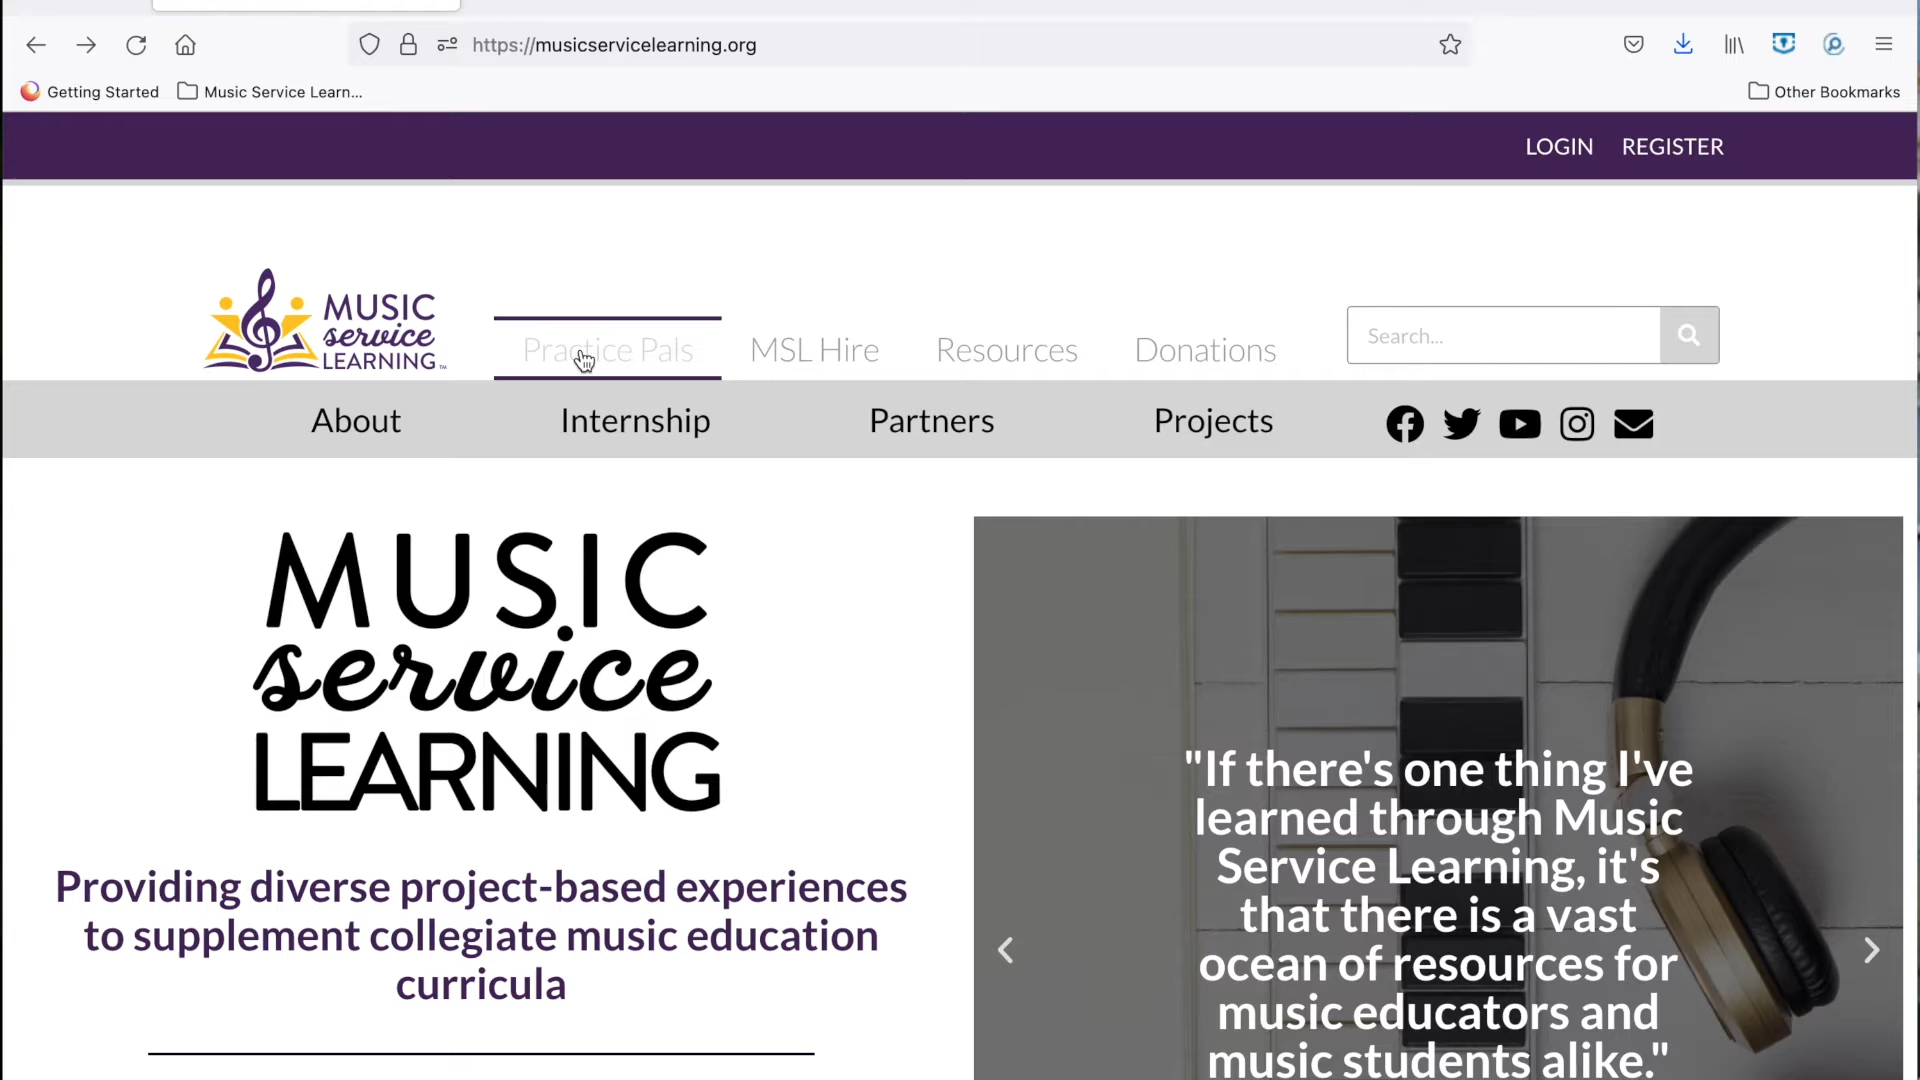 https://musicservicelearning.org
Getting Started
Music Service Learn...
Other Bookmarks
LOGIN
REGISTER
MUSIC
service
LEARNING™
Practice Pals
MSL Hire
Resources
Donations
Search...
About
Internship
Partners
Projects
MUSIC
service
LEARNING
Providing diverse project-based experiences
to supplement collegiate music education
curricula
"If there's one thing I've
learned through Music
Service Learning, it's
that there is a vast
ocean of resources for
music educators and
music students alike."